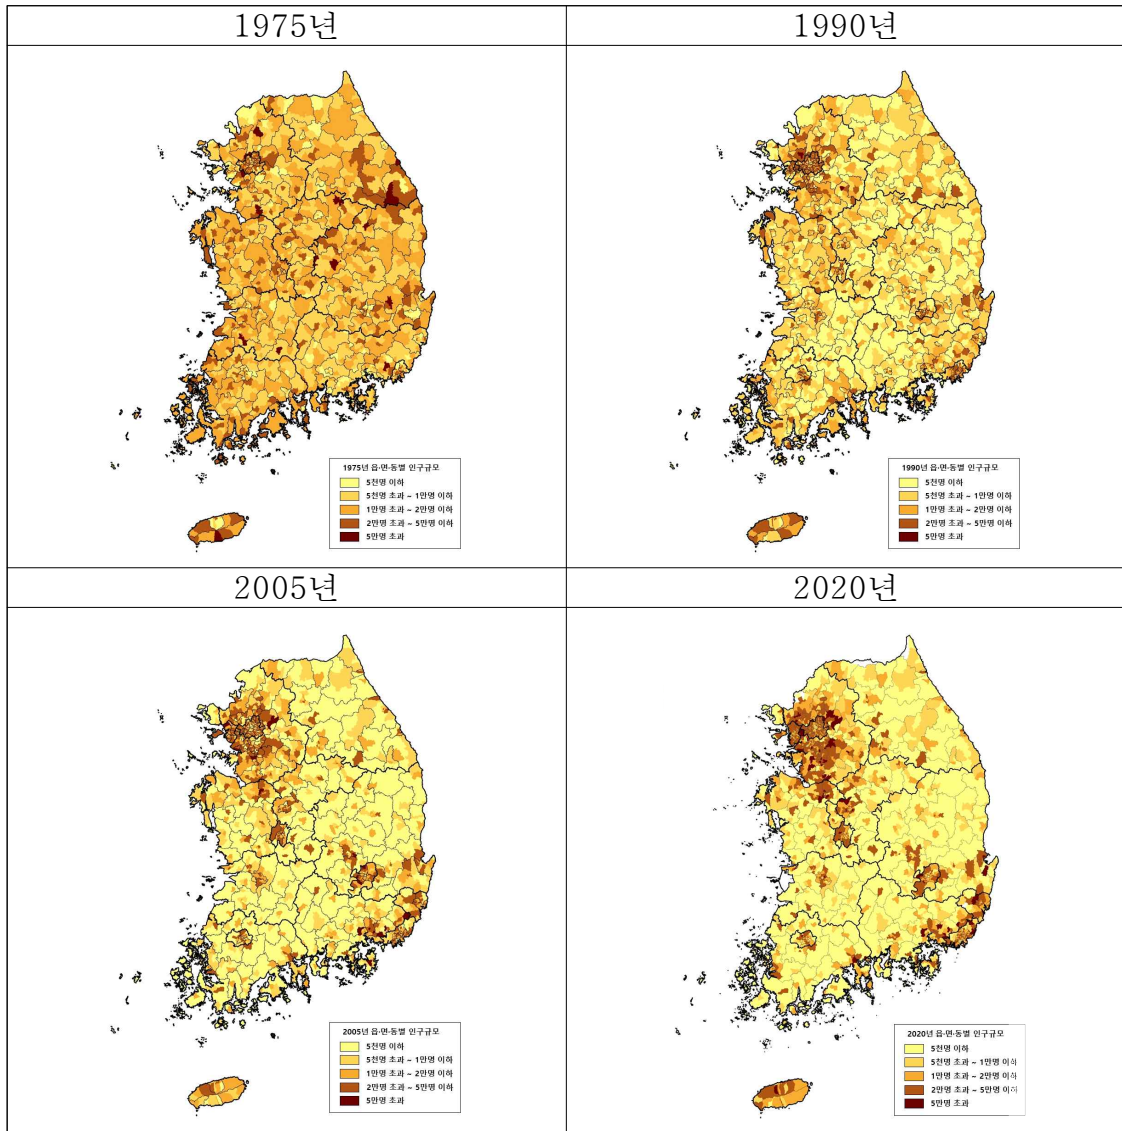 1975년
1990년
1975년 읍·면·동별 인구규모
5천명 이하
5천명 초과 ~ 1만명 이하
1만명 초과 ~ 2만명 이하
2만명 초과 ~ 5만명 이하
5만명 초과
1990년 읍·면·동별 인구규모
5천명 이하
5천명 초과 ~ 1만명 이하
1만명 초과 ~ 2만명 이하
2만명 초과 ~ 5만명 이하
5만명 초과
2005년
2020년
2005년 읍·면·동별 인구규모
5천명 이하
5천명 초과 ~ 1만명 이하
1만명 초과 ~ 2만명 이하
2만명 초과 ~ 5만명 이하
5만명 초과
2020년 읍·면·동별 인구규모
5천명 이하
5천명 초과 ~ 1만명 이하
1만명 초과 ~ 2만명 이하
2만명 초과 ~ 5만명 이하
5만명 초과